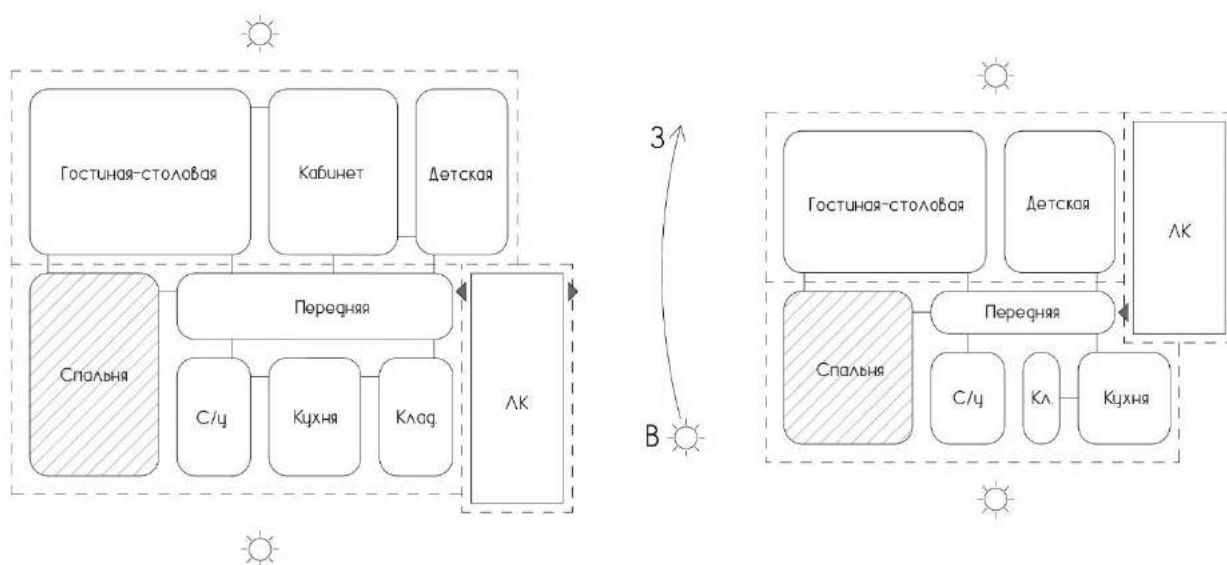 Гостиная-столовая
Кабинет
Детская
Передняя
Спальня
С/у
Кухня
Клад.
ЛК
З
В
Гостиная-столовая
Детская
ЛК
Передняя
Спальня
С/у
Кл.
Кухня